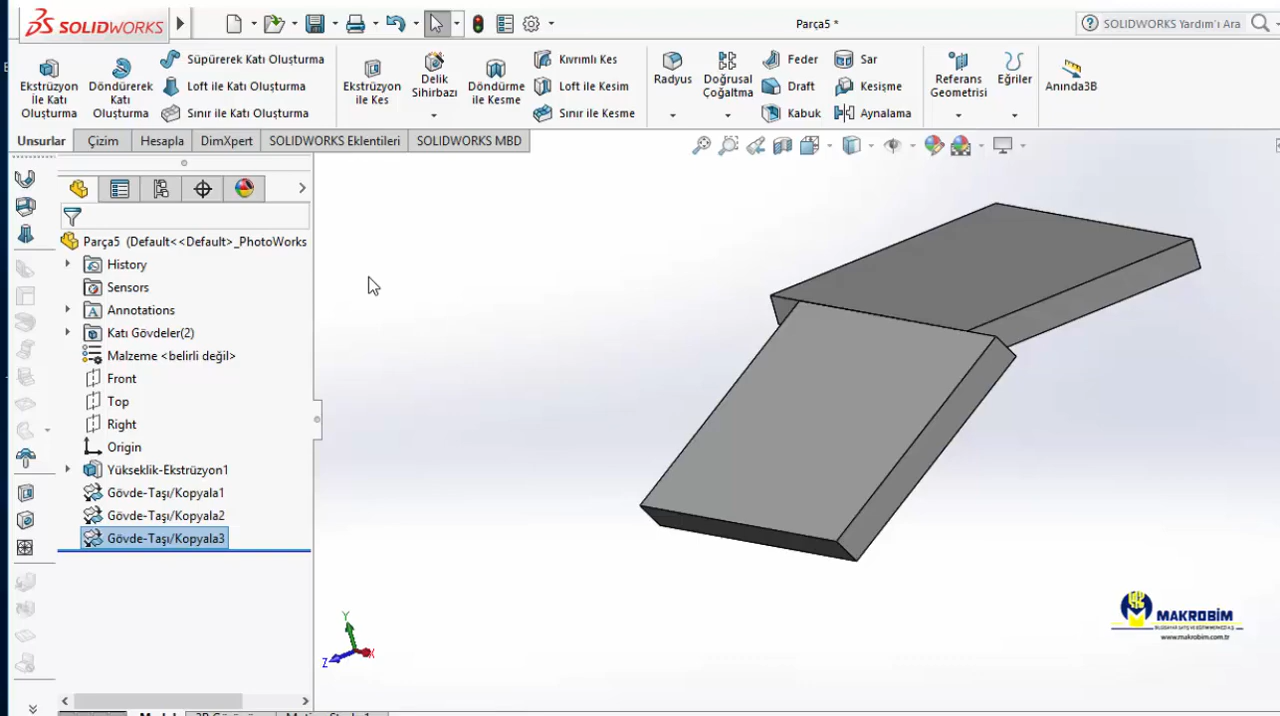 SOLIDWORKS
Parça5 *
SOLIDWORKS Yardım'ı Ara
Ekstrüzyon ile Katı Oluşturma
Döndürerek Katı Oluşturma
Süpürerek Katı Oluşturma
Loft ile Katı Oluşturma
Sınır ile Katı Oluşturma
Ekstrüzyon ile Kes
Delik Sihirbazı
Döndürme ile Kesme
Kıvrımlı Kes
Loft ile Kesim
Sınır ile Kesme
Radyus
Doğrusal Çoğaltma
Feder
Draft
Kabuk
Sar
Kesişme
Aynalama
Referans Geometrisi
Eğriler
Anında3B
Unsurlar
Çizim
Hesapla
DimXpert
SOLIDWORKS Eklentileri
SOLIDWORKS MBD
Parça5 (Default<<Default>_PhotoWorks
History
Sensors
Annotations
Katı Gövdeler(2)
Malzeme <belirli değil>
Front
Top
Right
Origin
Yükseklik-Ekstrüzyon1
Gövde-Taşı/Kopyala1
Gövde-Taşı/Kopyala2
Gövde-Taşı/Kopyala3
Y
Z
X
MAKROBİM
www.makrobim.com.tr